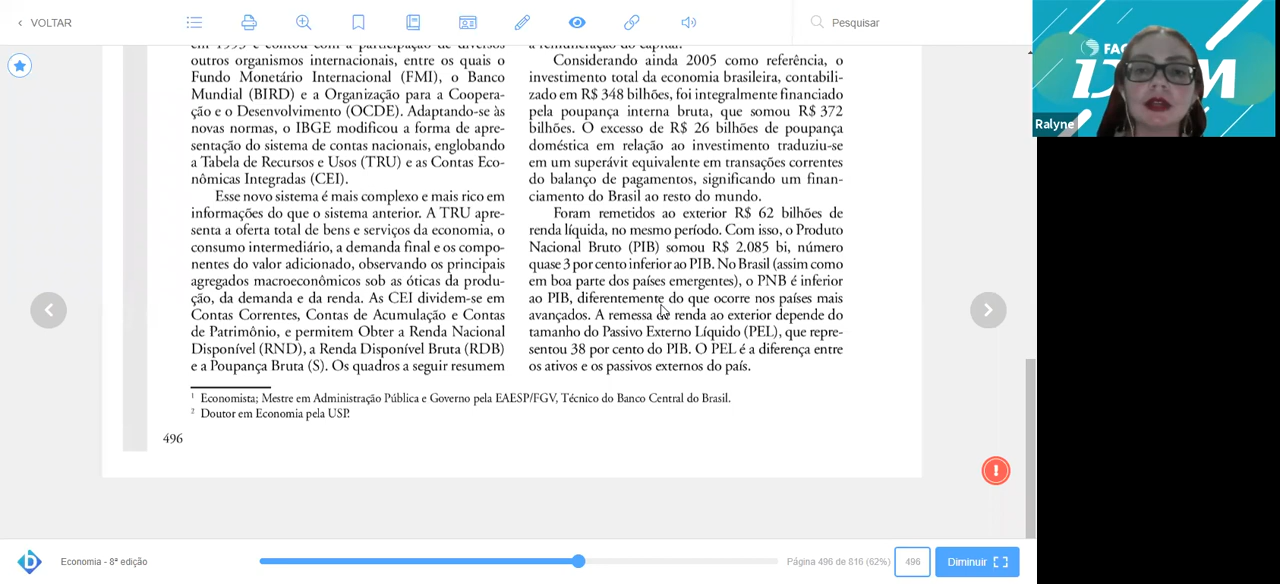 VOLTAR
Pesquisar
em 1993 e contou com a participação de diversos
outros organismos internacionais, entre os quais o
Fundo Monetário Internacional (FMI), o Banco
Mundial (BIRD) e a Organização para a Coopera-
ção e o Desenvolvimento (OCDE). Adaptando-se às
novas normas, o IBGE modificou a forma de apre-
sentação do sistema de contas nacionais, englobando
a Tabela de Recursos e Usos (TRU) e as Contas Eco-
nômicas Integradas (CEI).
Esse novo sistema é mais complexo e mais rico em
informações do que o sistema anterior. A TRU apre-
senta a oferta total de bens e serviços da economia, o
consumo intermediário, a demanda final e os compo-
nentes do valor adicionado, observando os principais
agregados macroeconômicos sob as óticas da produ-
ção, da demanda e da renda. As CEI dividem-se em
Contas Correntes, Contas de Acumulação e Contas
de Patrimônio, e permitem Obter a Renda Nacional
Disponível (RND), a Renda Disponível Bruta (RDB)
e a Poupança Bruta (S). Os quadros a seguir resumem
a remuneração do capital.
Considerando ainda 2005 como referência, o
investimento total da economia brasileira, contabili-
zado em R$ 348 bilhões, foi integralmente financiado
pela poupança interna bruta, que somou R$ 372
bilhões. O excesso de R$ 26 bilhões de poupança
doméstica em relação ao investimento traduziu-se
em um superávit equivalente em transações correntes
do balanço de pagamentos, significando um finan-
ciamento do Brasil ao resto do mundo.
Foram remetidos ao exterior R$ 62 bilhões de
renda líquida, no mesmo período. Com isso, o Produto
Nacional Bruto (PIB) somou R$ 2.085 bi, número
quase 3 por cento inferior ao PIB. No Brasil (assim como
em boa parte dos países emergentes), o PNB é inferior
ao PIB, diferentemente do que ocorre nos países mais
avançados. A remessa de renda ao exterior depende do
tamanho do Passivo Externo Líquido (PEL), que repre-
sentou 38 por cento do PIB. O PEL é a diferença entre
os ativos e os passivos externos do país.
1 Economista; Mestre em Administração Pública e Governo pela EAESP/FGV, Técnico do Banco Central do Brasil.
2 Doutor em Economia pela USP.
496
Economia - 8ª edição
Página 496 de 816 (62%)
496
Diminuir
Ralyne